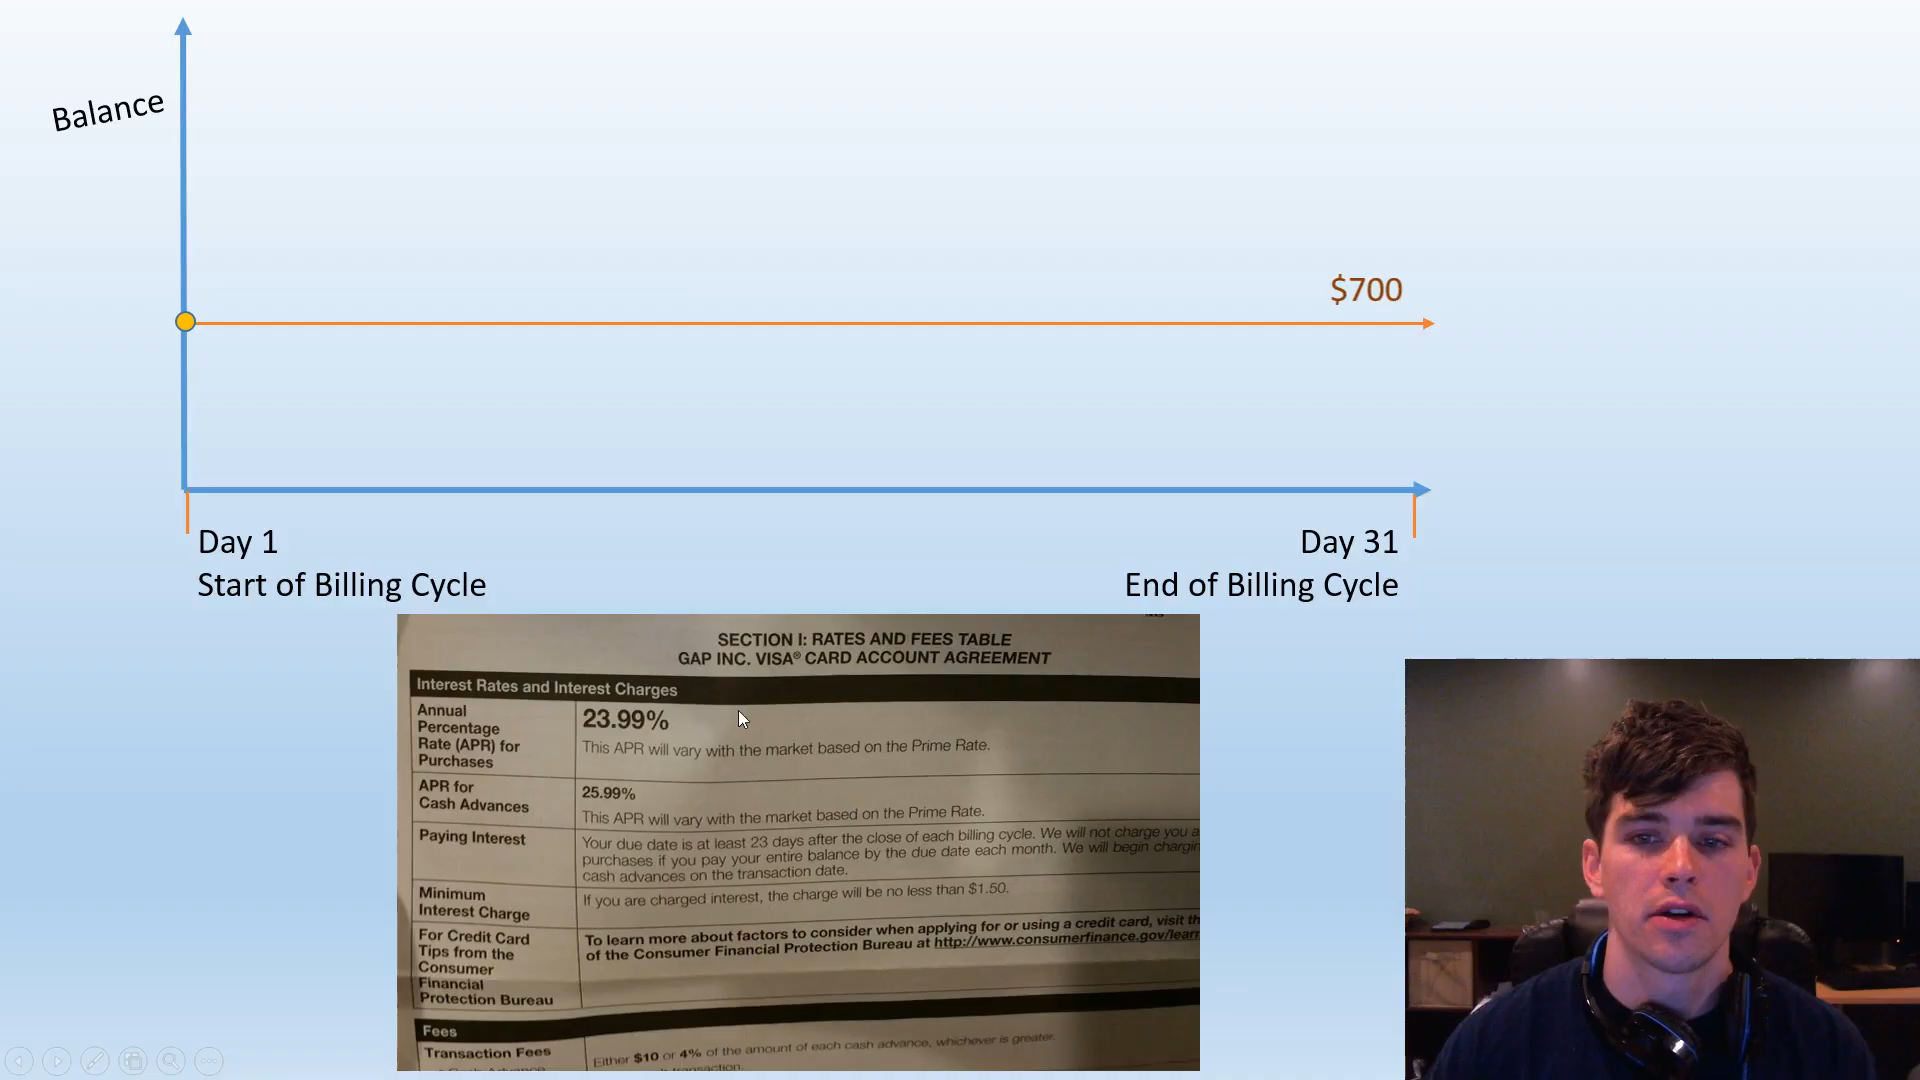 Balance
$700
Day 1
Start of Billing Cycle
Day 31
End of Billing Cycle
SECTION I: RATES AND FEES TABLE
GAP INC. VISA® CARD ACCOUNT AGREEMENT
Interest Rates and Interest Charges
Annual
Percentage
Rate (APR) for
Purchases
23.99%
This APR will vary with the market based on the Prime Rate.
APR for
Cash Advances
25.99%
This APR will vary with the market based on the Prime Rate.
Paying Interest
Your due date is at least 23 days after the close of each billing cycle. We will not charge you
purchases if you pay your entire balance by the due date each month. We will begin
cash advances on the transaction date.
Minimum
Interest Charge
If you are charged interest, the charge will be no less than $1.50.
For Credit Card
Tips from the
Consumer
Financial
Protection Bureau
To learn more about factors to consider when applying for or using a credit card, visit
of the Consumer Financial Protection Bureau at http://www.consumerfinance.gov/lear
Fees
Transaction Fees
Either $10 or 4% of the amount of each cash advance, whichever is greater.
transaction.